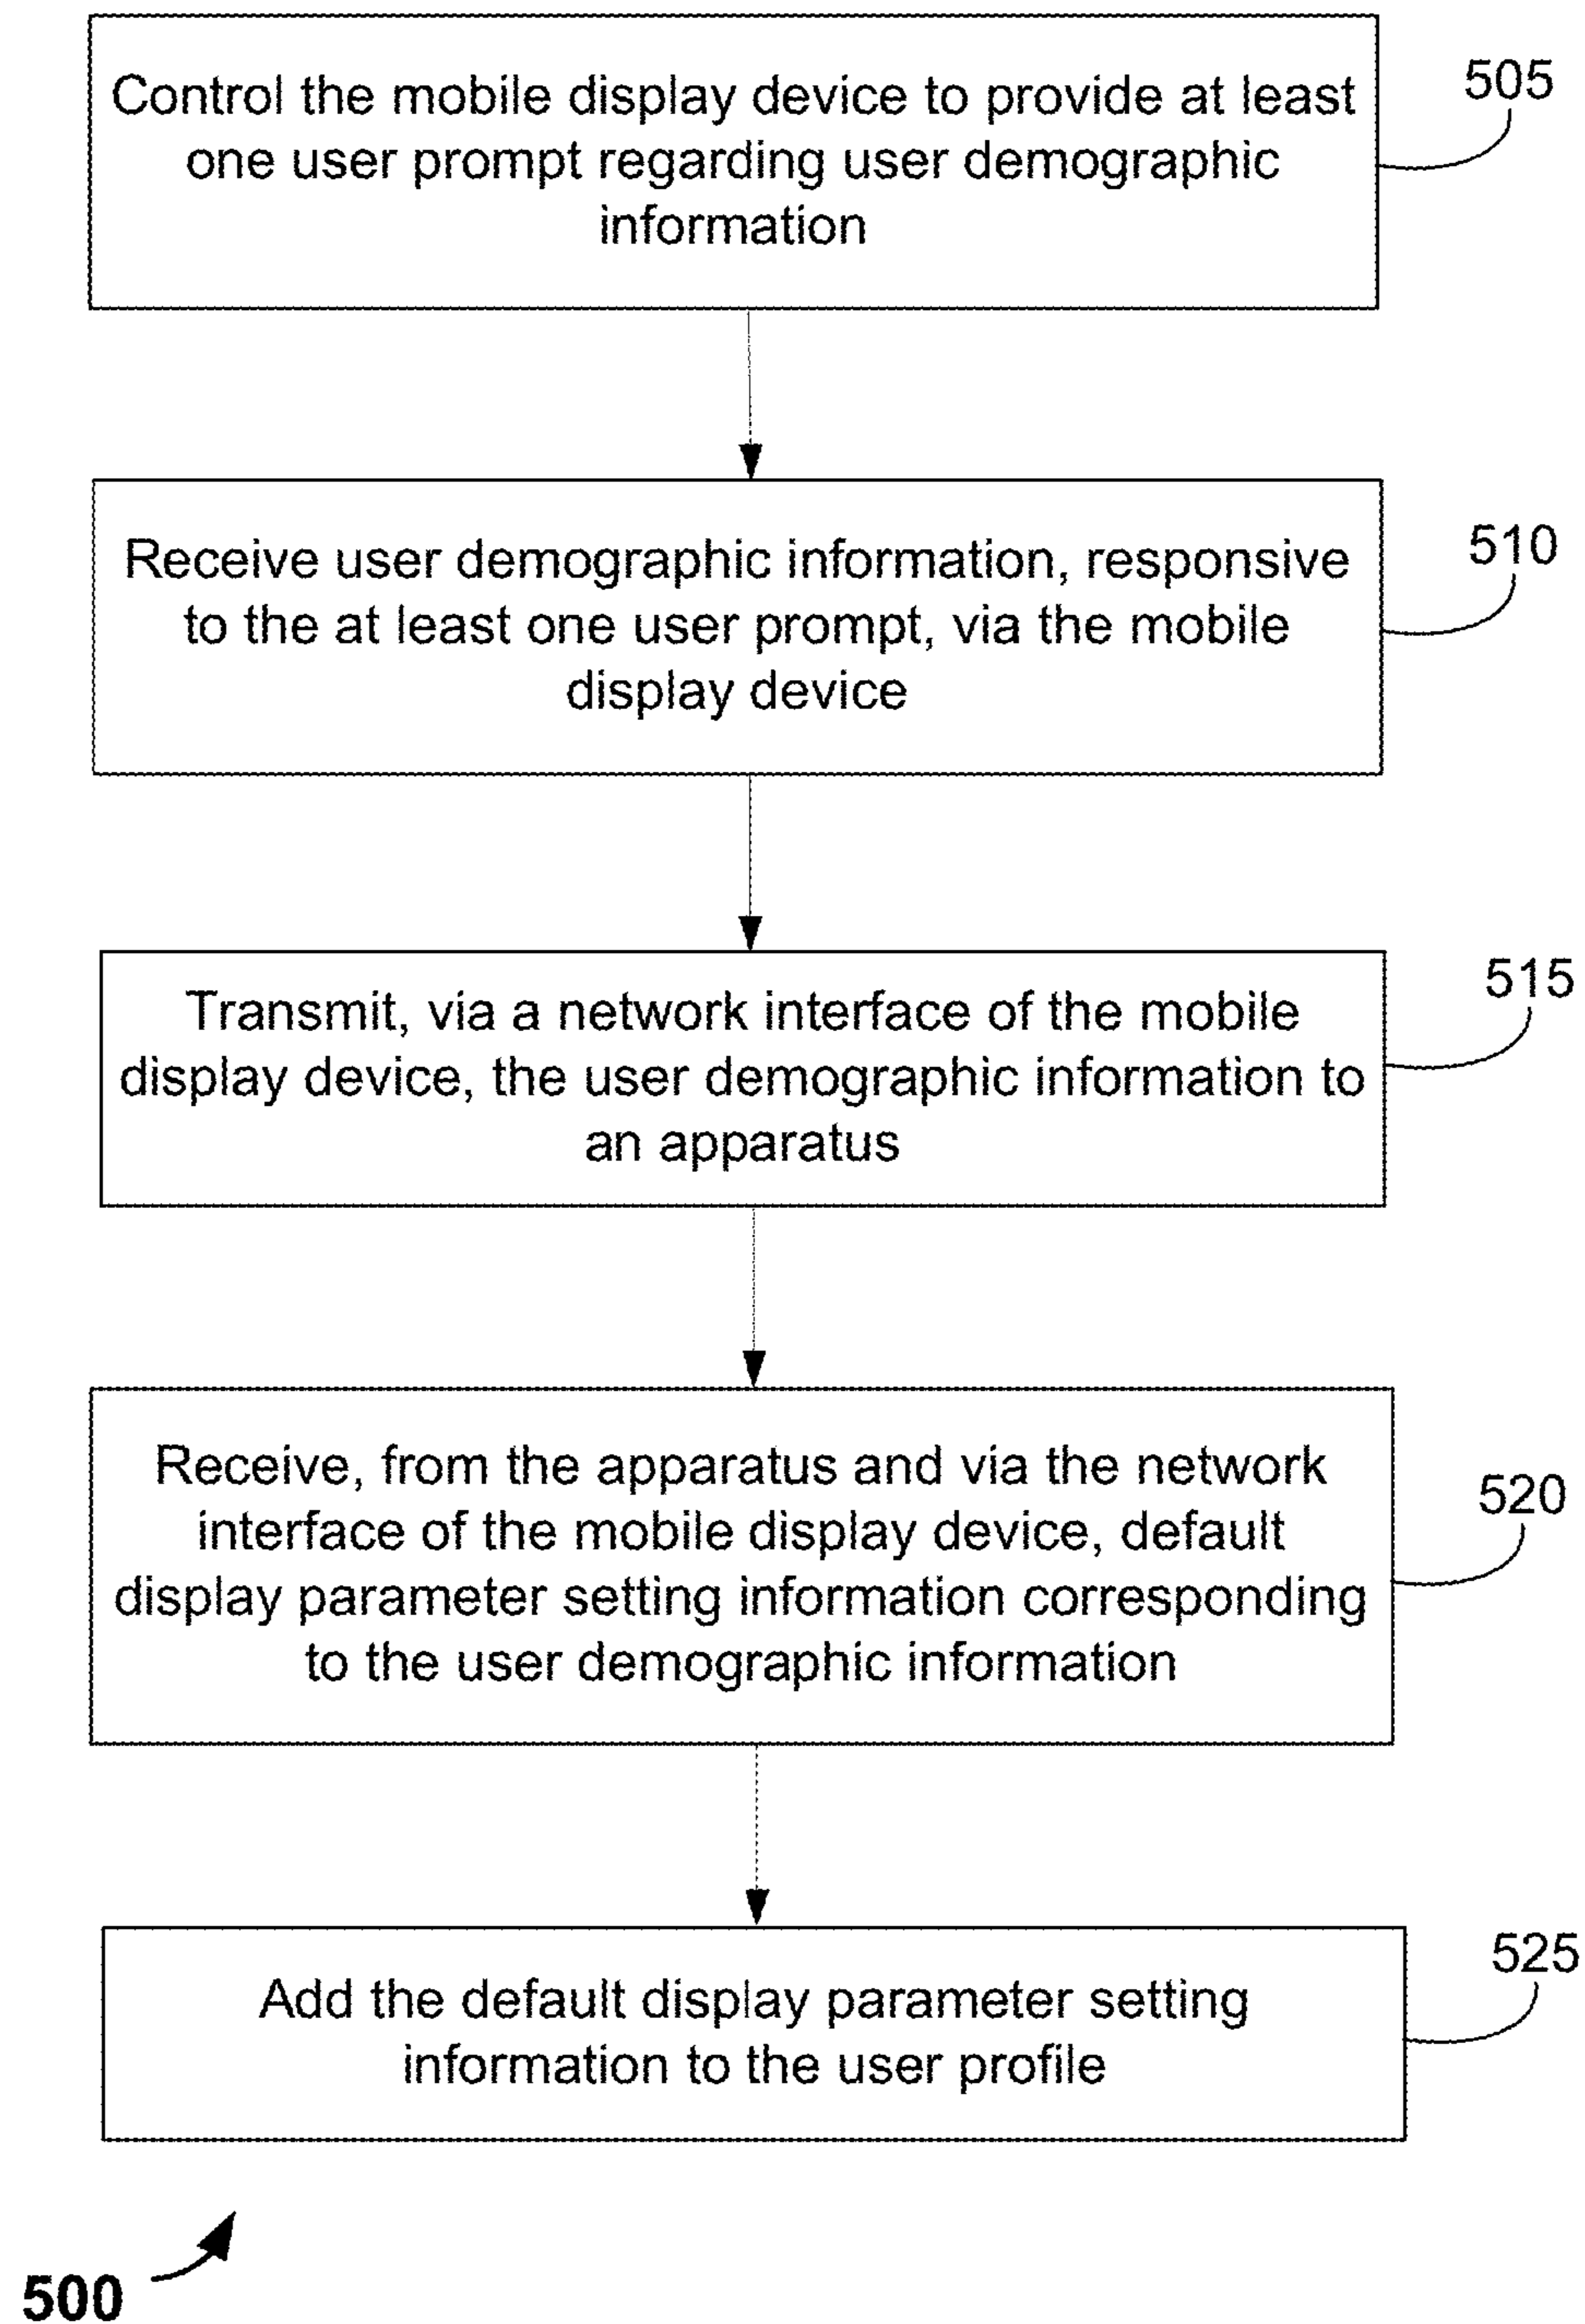 Control the mobile display device to provide at least
one user prompt regarding user demographic
information
505
Receive user demographic information, responsive
to the at least one user prompt, via the mobile
display device
510
Transmit, via a network interface of the mobile
display device, the user demographic information to
an apparatus
515
Receive, from the apparatus and via the network
interface of the mobile display device, default
display parameter setting information corresponding
to the user demographic information
520
Add the default display parameter setting
information to the user profile
525
500